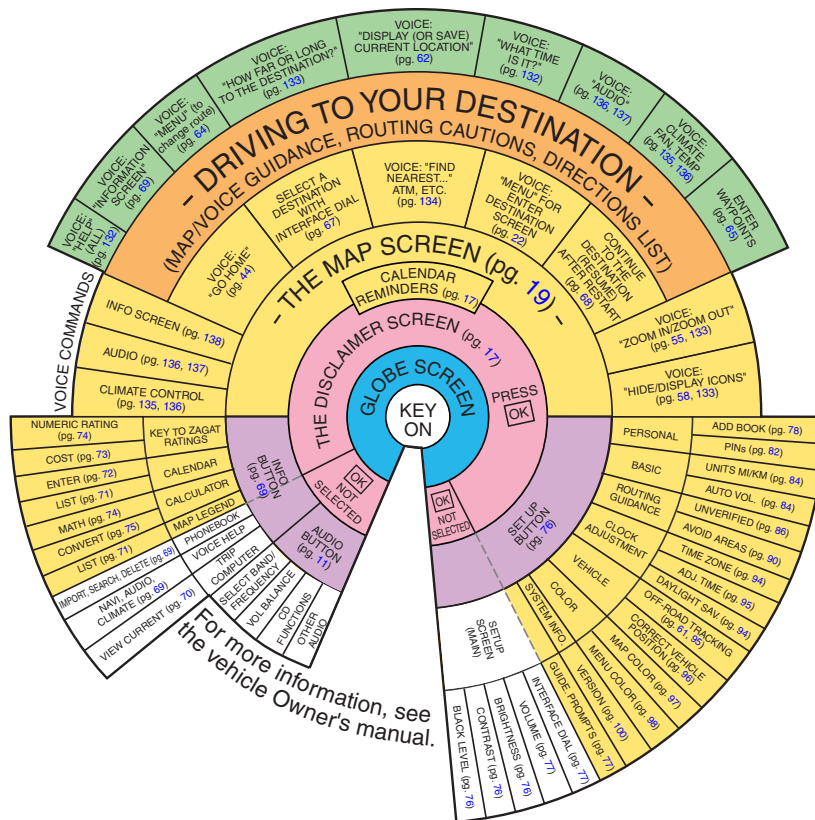 VOICE:
"HELP"
(ALL)
(pg. 132)
VOICE:
"INFORMATION
SCREEN"
(pg. 69)
VOICE:
"MENU" (to
change route)
(pg. 64)
VOICE:
"HOW FAR OR LONG
TO THE DESTINATION?"
(pg. 133)
VOICE:
"DISPLAY (OR SAVE)
CURRENT LOCATION"
(pg. 62)
VOICE:
"WHAT TIME
IS IT?"
(pg. 132)
VOICE:
"AUDIO"
(pg. 136, 137)
VOICE:
CLIMATE
FAN, TEMP
(pg. 135, 136)
ENTER
WAYPOINTS
(pg. 65)
- DRIVING TO YOUR DESTINATION -
(MAP/VOICE GUIDANCE, ROUTING CAUTIONS, DIRECTIONS LIST)
VOICE:
"GO HOME"
(pg. 44)
SELECT A
DESTINATION
WITH
INTERFACE DIAL
(pg. 67)
VOICE: "FIND
NEAREST..."
ATM, ETC.
(pg. 134)
VOICE:
"MENU" FOR
ENTER
DESTINATION
SCREEN
(pg. 22)
CONTINUE
TO THE
DESTINATION
(RESUME)
AFTER RESTART
(pg. 68)
VOICE COMMANDS
INFO SCREEN (pg. 138)
AUDIO (pg. 136, 137)
CLIMATE CONTROL
(pg. 135, 136)
- THE MAP SCREEN (pg. 19) -
CALENDAR
REMINDERS (pg. 17)
VOICE:
"ZOOM IN/ZOOM OUT"
(pg. 55, 133)
VOICE:
"HIDE/DISPLAY ICONS"
(pg. 58, 133)
THE DISCLAIMER SCREEN (pg. 17)
PRESS
OK
GLOBE SCREEN
KEY
ON
OK
NOT
SELECTED
OK
NOT
SELECTED
INFO
BUTTON
(pg. 69)
AUDIO
BUTTON
(pg. 11)
SET UP
BUTTON
(pg. 76)
NUMERIC RATING
(pg. 74)
COST (pg. 73)
ENTER (pg. 72)
LIST (pg. 71)
MATH (pg. 74)
CONVERT (pg. 75)
LIST (pg. 71)
IMPORT, SEARCH, DELETE (pg. 69)
NAVI, AUDIO,
CLIMATE (pg. 69)
VIEW CURRENT (pg. 70)
KEY TO ZAGAT
RATINGS
CALENDAR
CALCULATOR
MAP LEGEND
PHONEBOOK
VOICE HELP
TRIP
COMPUTER
SELECT BAND/
FREQUENCY
VOL BALANCE
CD
FUNCTIONS
OTHER
AUDIO
For more information, see
the vehicle Owner's manual.
PERSONAL
BASIC
ROUTING
GUIDANCE
CLOCK
ADJUSTMENT
VEHICLE
COLOR
SYSTEM INFO.
SETUP
SCREEN
(MAIN)
ADD BOOK (pg. 78)
PINs (pg. 82)
UNITS MI/KM (pg. 84)
AUTO VOL. (pg. 84)
UNVERIFIED (pg. 86)
AVOID AREAS (pg. 90)
TIME ZONE (pg. 94)
ADJ. TIME (pg. 95)
DAYLIGHT SAV. (pg. 94)
OFF-ROAD TRACKING
(pg. 61, 95)
CORRECT VEHICLE
POSITION (pg. 96)
MAP COLOR (pg. 97)
MENU COLOR (pg. 98)
VERSION (pg. 100)
GUIDE. PROMPTS (pg. 77)
INTERFACE DIAL (pg. 77)
VOLUME (pg. 77)
BRIGHTNESS (pg. 76)
CONTRAST (pg. 76)
BLACK LEVEL (pg. 76)